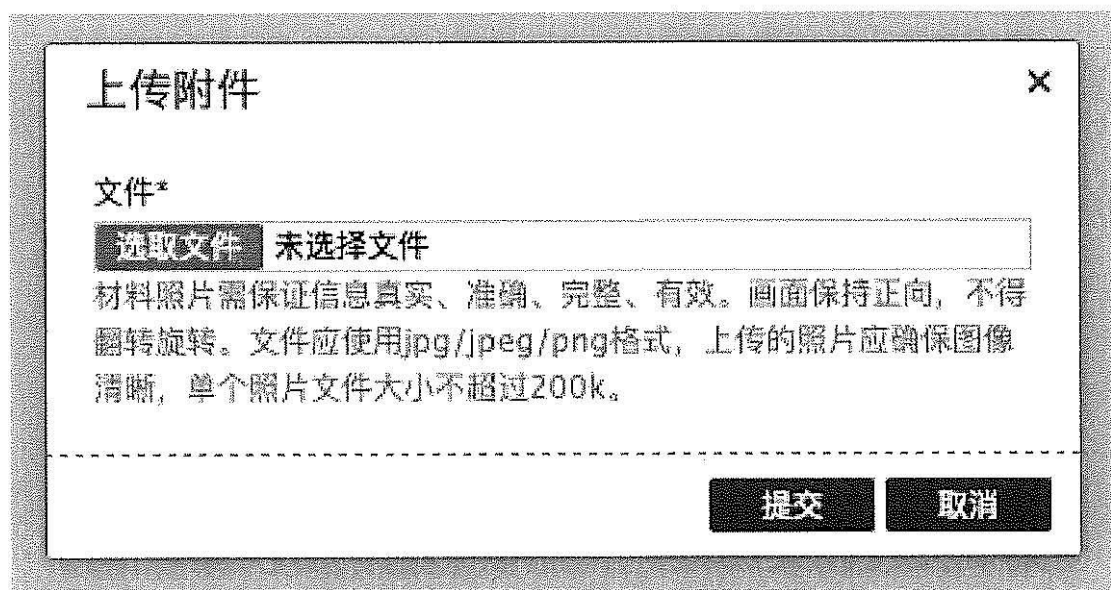 上传附件 ×
文件*
选取文件 未选择文件
材料照片需保证信息真实、准确、完整、有效。画面保持正向，不得
翻转旋转。文件应使用jpg/jpeg/png格式，上传的照片应确保图像
清晰，单个照片文件大小不超过200k。
提交 取消